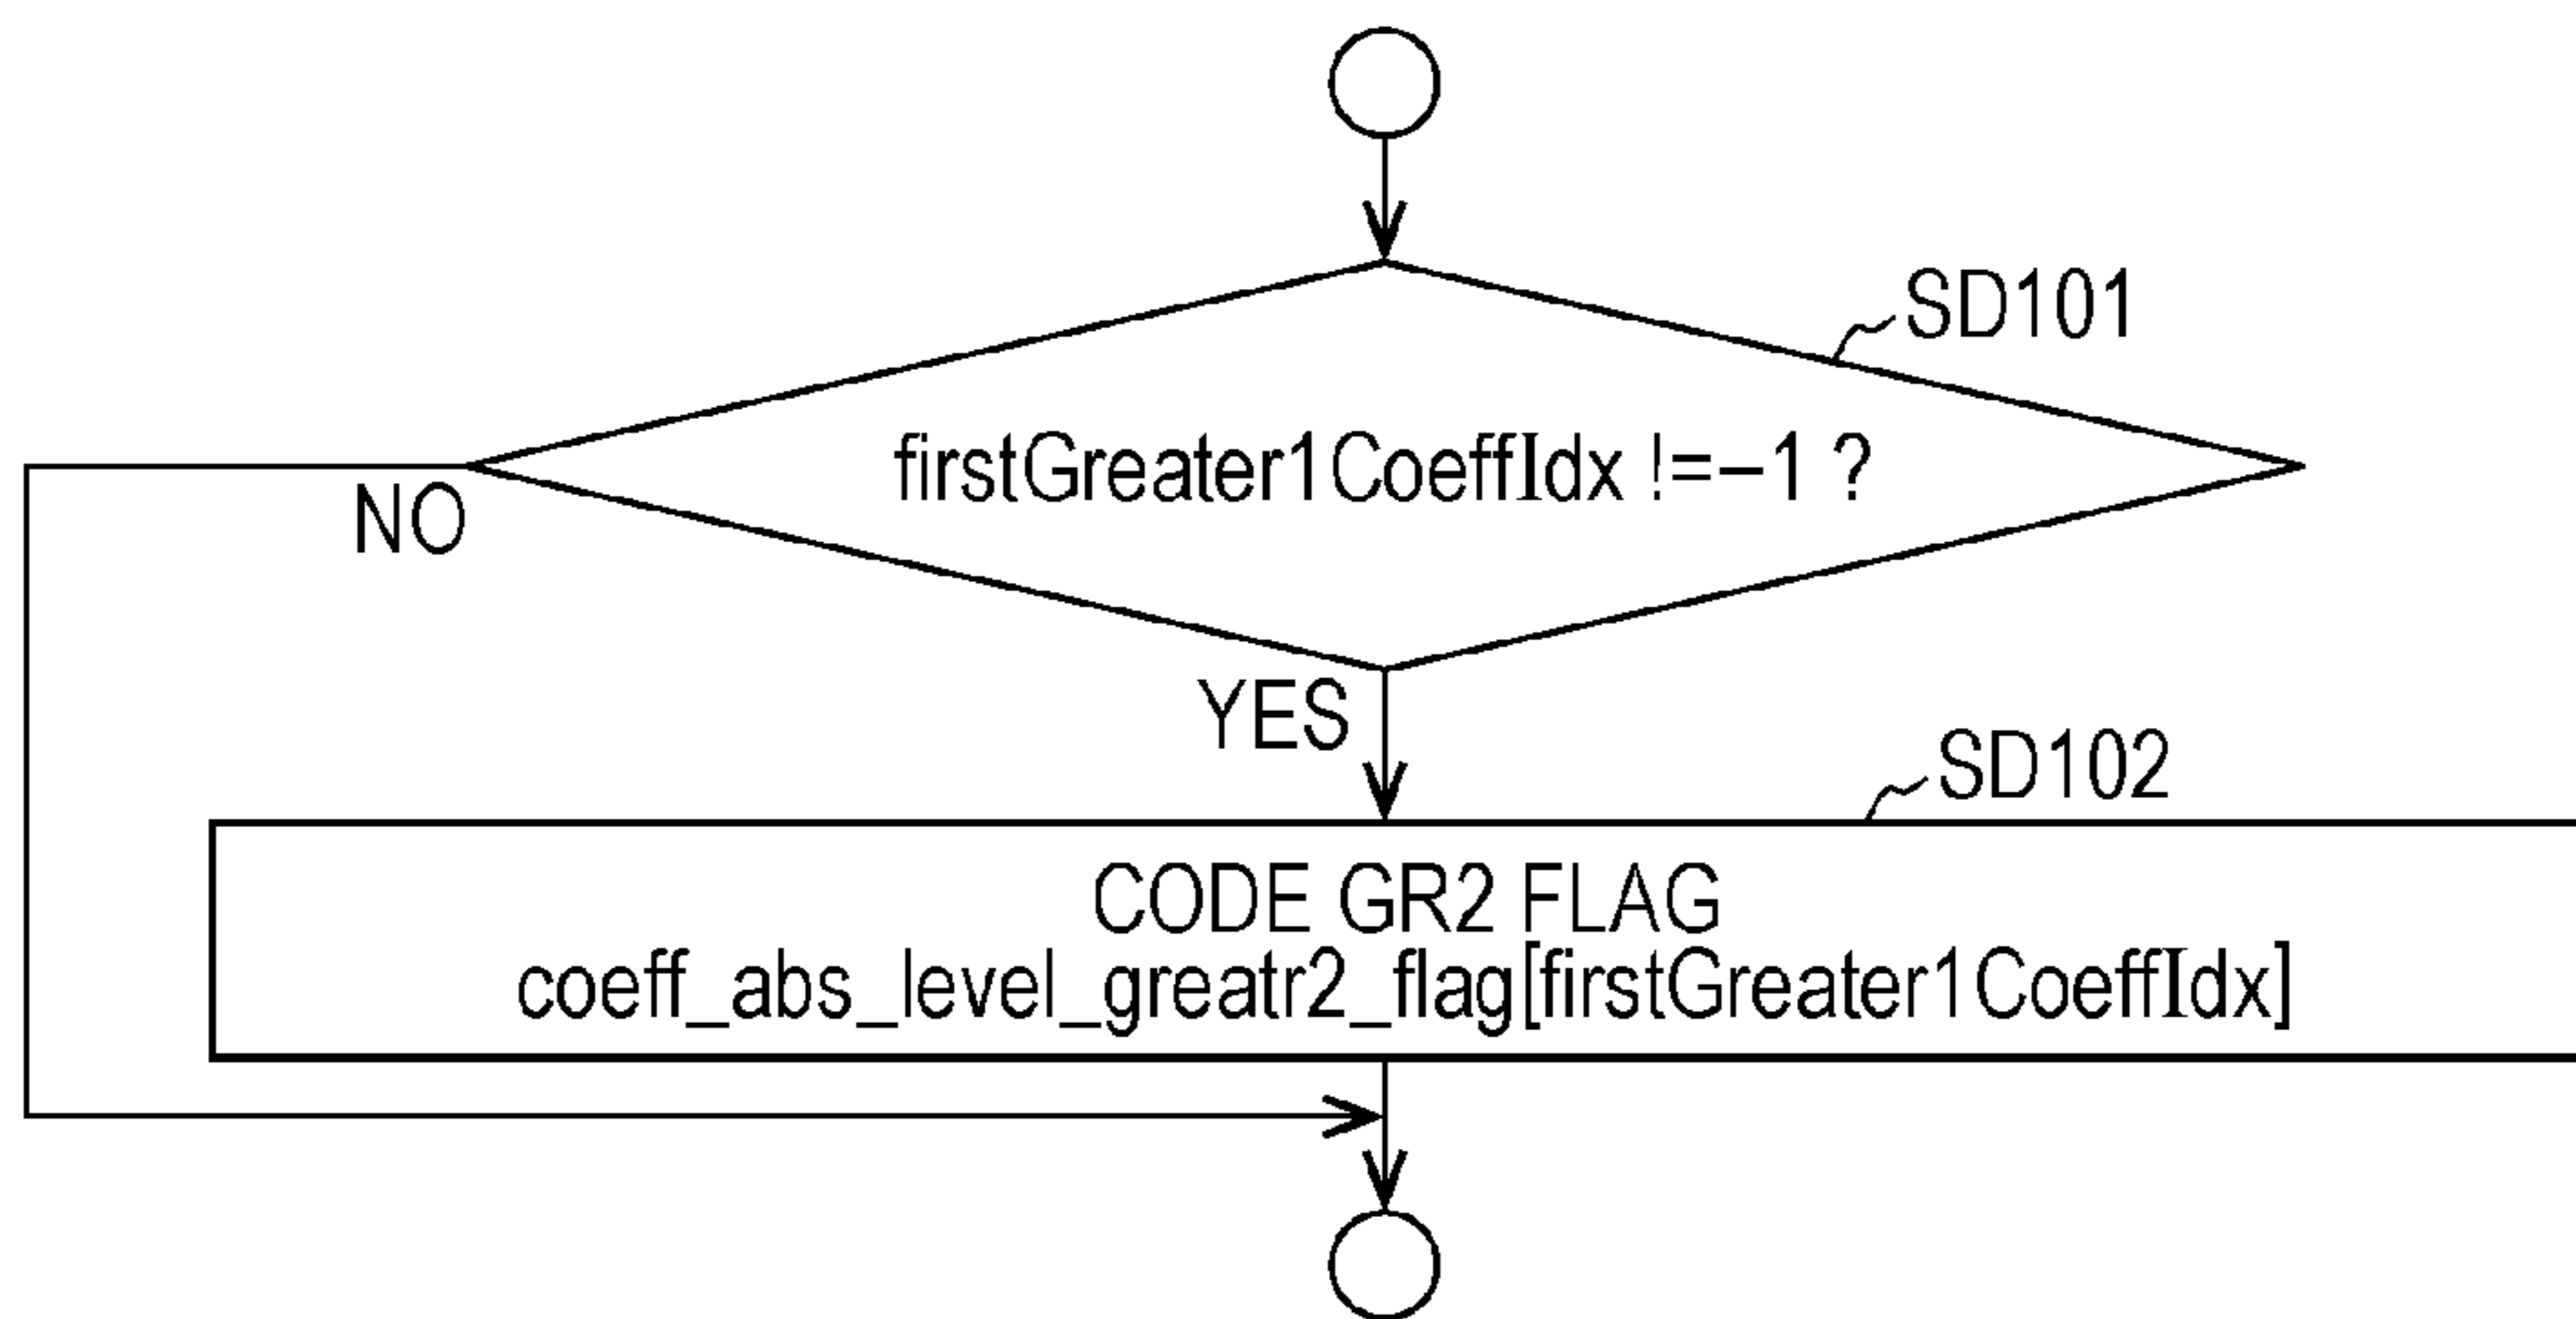 SD101
firstGreater1CoeffIdx !=−1 ?
NO
YES
SD102
CODE GR2 FLAG
coeff_abs_level_greatr2_flag[firstGreater1CoeffIdx]